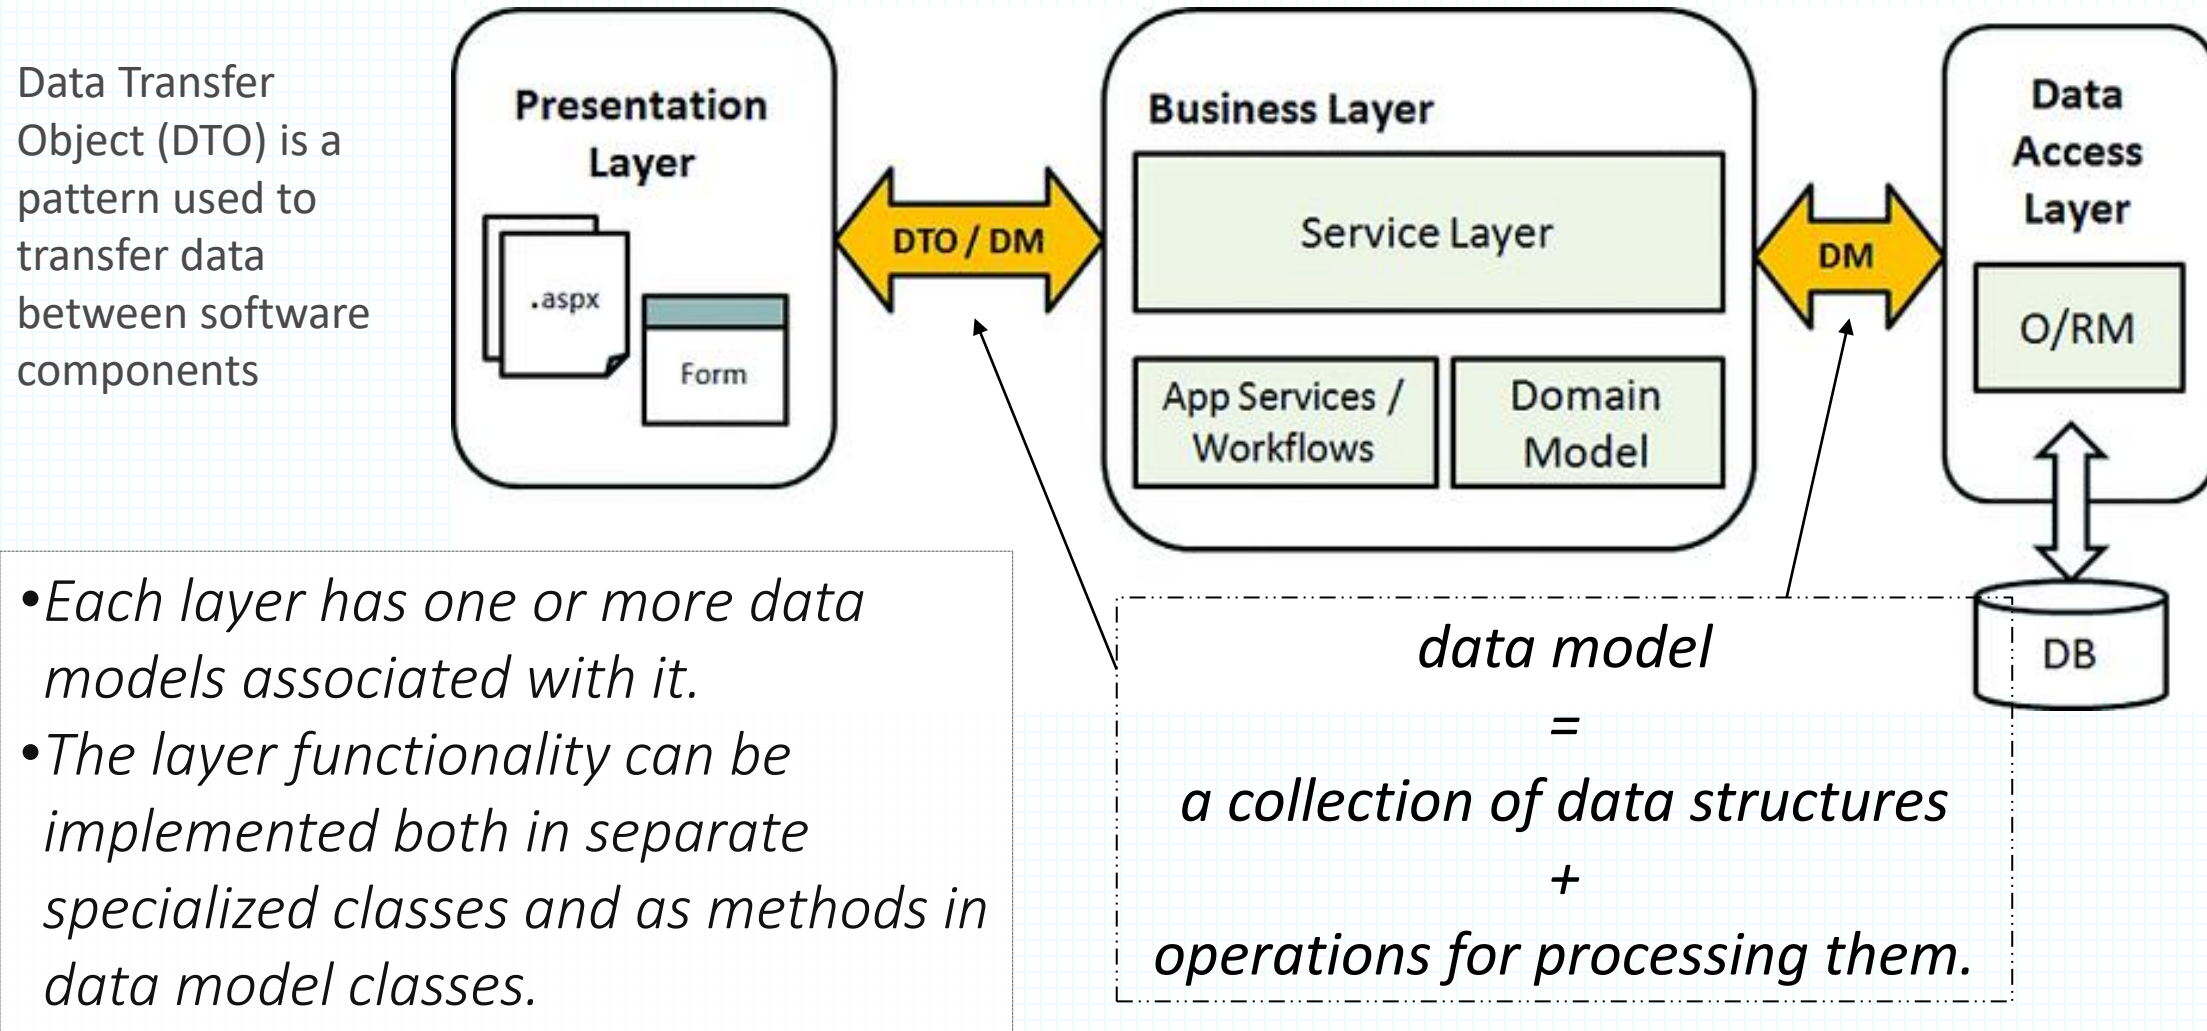 Data Transfer
Object (DTO) is a
pattern used to
transfer data
between software
components
Presentation
Layer
.aspx
Form
DTO / DM
Business Layer
Service Layer
App Services /
Workflows
Domain
Model
DM
Data
Access
Layer
O/RM
DB
•Each layer has one or more data
models associated with it.
•The layer functionality can be
implemented both in separate
specialized classes and as methods in
data model classes.
data model
=
a collection of data structures
+
operations for processing them.